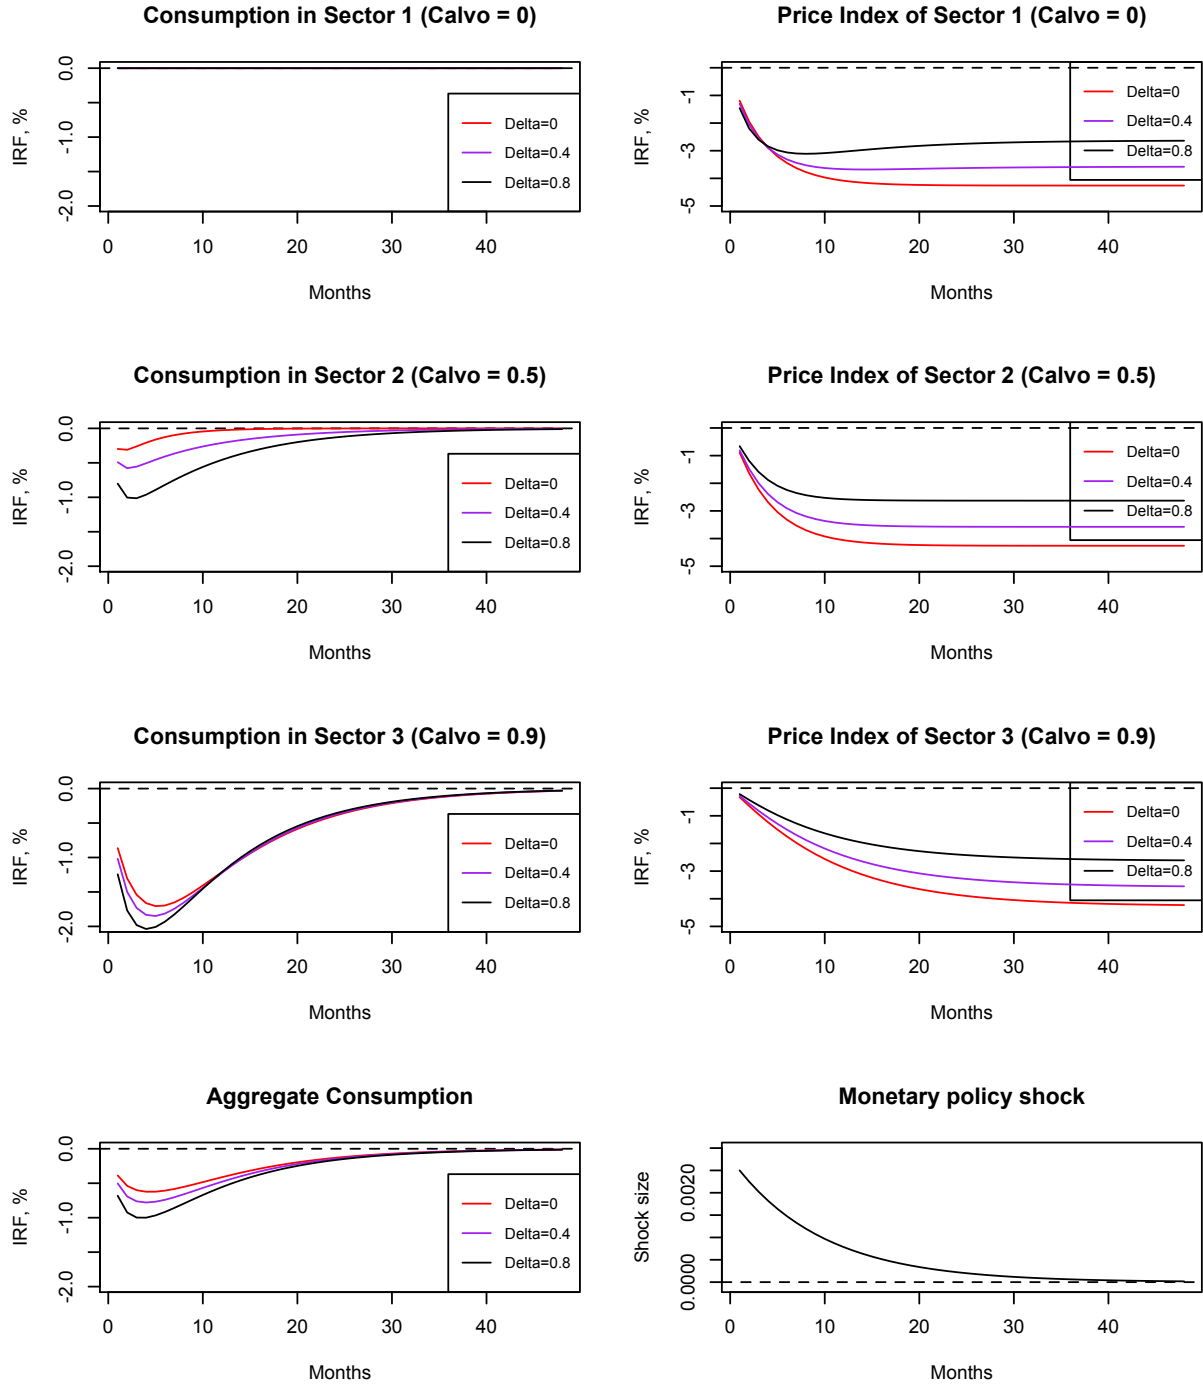 Consumption in Sector 1 (Calvo = 0)
IRF, %
0.0
-1.0
-2.0
Delta=0
Delta=0.4
Delta=0.8
0 10 20 30 40
Months
Price Index of Sector 1 (Calvo = 0)
IRF, %
-1
-3
-5
Delta=0
Delta=0.4
Delta=0.8
0 10 20 30 40
Months
Consumption in Sector 2 (Calvo = 0.5)
IRF, %
0.0
-1.0
-2.0
Delta=0
Delta=0.4
Delta=0.8
0 10 20 30 40
Months
Price Index of Sector 2 (Calvo = 0.5)
IRF, %
-1
-3
-5
Delta=0
Delta=0.4
Delta=0.8
0 10 20 30 40
Months
Consumption in Sector 3 (Calvo = 0.9)
IRF, %
0.0
-1.0
-2.0
Delta=0
Delta=0.4
Delta=0.8
0 10 20 30 40
Months
Price Index of Sector 3 (Calvo = 0.9)
IRF, %
-1
-3
-5
Delta=0
Delta=0.4
Delta=0.8
0 10 20 30 40
Months
Aggregate Consumption
IRF, %
0.0
-1.0
-2.0
Delta=0
Delta=0.4
Delta=0.8
0 10 20 30 40
Months
Monetary policy shock
Shock size
0.0020
0.0000
0 10 20 30 40
Months